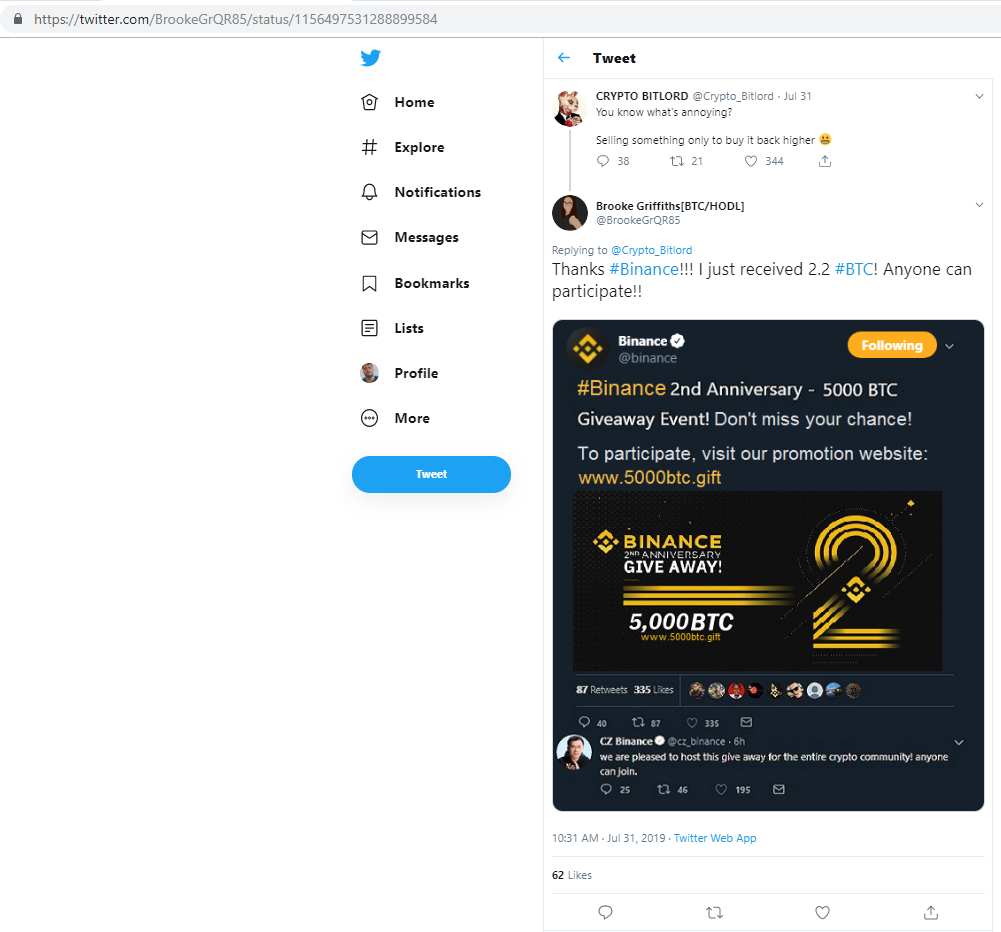 https://twitter.com/BrookeGrQR85/status/1156497531288899584
Home
Explore
Notifications
Messages
Bookmarks
Lists
Profile
More
Tweet
Tweet
CRYPTO BITLORD @Crypto_Bitlord · Jul 31
You know what's annoying?
Selling something only to buy it back higher 😬
38 21 344
Brooke Griffiths[BTC/HODL]
@BrookeGrQR85
Replying to @Crypto_Bitlord
Thanks #Binance!!! I just received 2.2 #BTC! Anyone can
participate!!
Binance
@binance
Following
#Binance 2nd Anniversary - 5000 BTC
Giveaway Event! Don't miss your chance!
To participate, visit our promotion website:
www.5000btc.gift
BINANCE
2ND ANNIVERSARY
GIVE AWAY!
5,000 BTC
www.5000btc.gift
2
87 Retweets 335 Likes
40 87 335
CZ Binance @cz_binance · 6h
we are pleased to host this give away for the entire crypto community! anyone
can join.
25 46 195
10:31 AM · Jul 31, 2019 · Twitter Web App
62 Likes